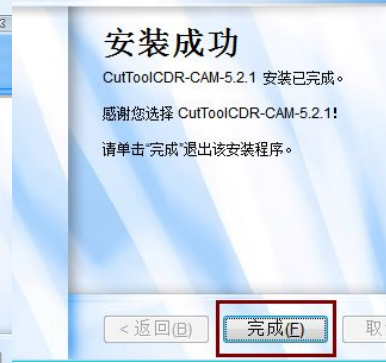 安装成功
CutToolCDR-CAM-5.2.1 安装已完成。
感谢您选择 CutToolCDR-CAM-5.2.1!
请单击“完成”退出该安装程序。
< 返回(B)
完成(F)
取